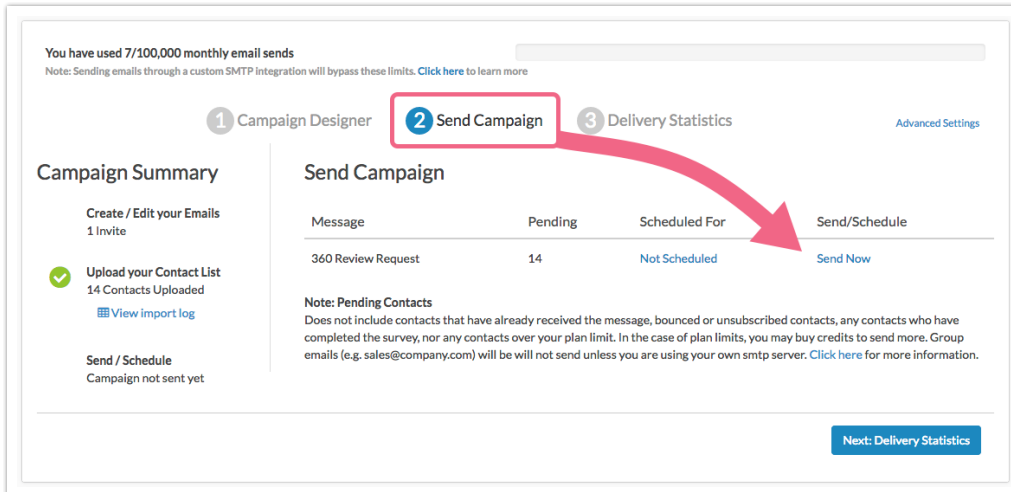 You have used 7/100,000 monthly email sends
Note: Sending emails through a custom SMTP integration will bypass these limits. Click here to learn more
1 Campaign Designer 2 Send Campaign 3 Delivery Statistics
Advanced Settings
Campaign Summary
Create / Edit your Emails
1 Invite
Upload your Contact List
14 Contacts Uploaded
View import log
Send / Schedule
Campaign not sent yet
Send Campaign
Message Pending Scheduled For Send/Schedule
360 Review Request 14 Not Scheduled Send Now
Note: Pending Contacts
Does not include contacts that have already received the message, bounced or unsubscribed contacts, any contacts who have
completed the survey, nor any contacts over your plan limit. In the case of plan limits, you may buy credits to send more. Group
emails (e.g. sales@company.com) will be will not send unless you are using your own smtp server. Click here for more information.
Next: Delivery Statistics